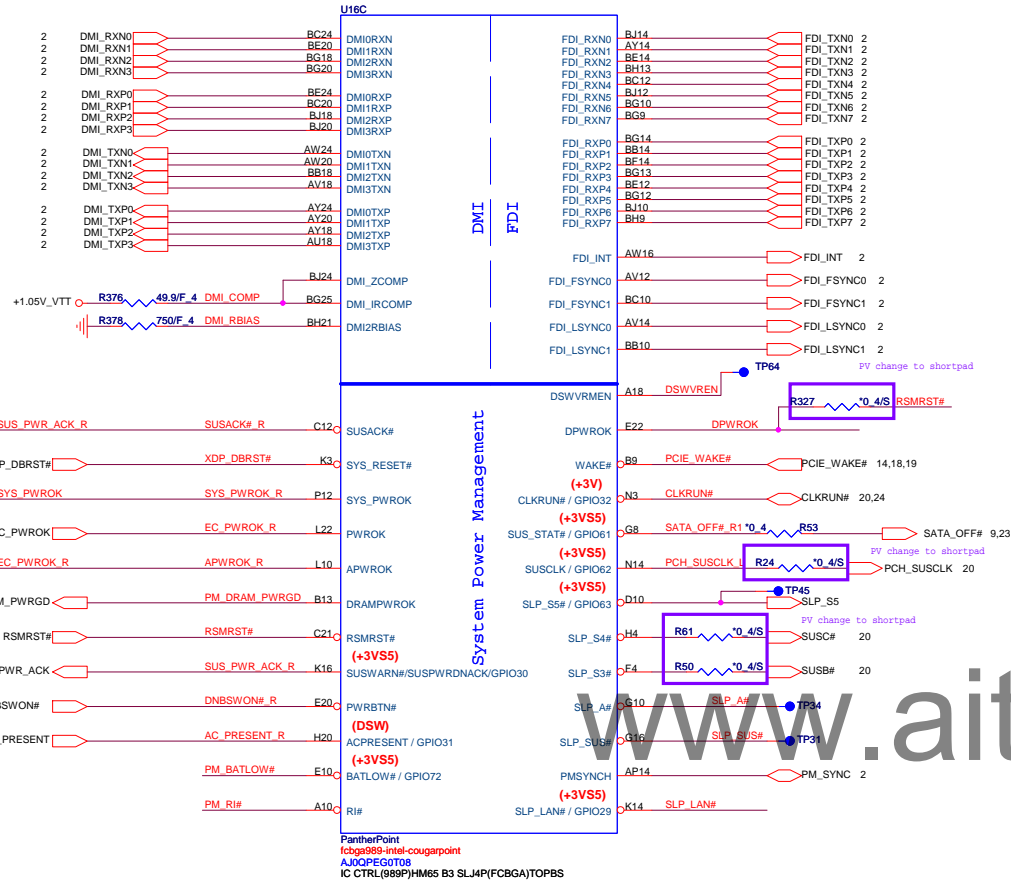 U16C
2 DMI_RXN0 BC24 DMI0RXN FDI_RXN0 BJ14 FDI_TXN0 2
2 DMI_RXN1 BE20 DMI1RXN FDI_RXN1 AY14 FDI_TXN1 2
2 DMI_RXN2 BG18 DMI2RXN FDI_RXN2 BE14 FDI_TXN2 2
2 DMI_RXN3 BG20 DMI3RXN FDI_RXN3 BH13 FDI_TXN3 2
FDI_RXN4 BC12 FDI_TXN4 2
2 DMI_RXP0 BE24 DMI0RXP FDI_RXN5 BJ12 FDI_TXN5 2
2 DMI_RXP1 BC20 DMI1RXP FDI_RXN6 BG10 FDI_TXN6 2
2 DMI_RXP2 BJ18 DMI2RXP FDI_RXN7 BG9 FDI_TXN7 2
2 DMI_RXP3 BJ20 DMI3RXP
FDI_RXP0 BG14 FDI_TXP0 2
2 DMI_TXN0 AW24 DMI0TXN FDI_RXP1 BB14 FDI_TXP1 2
2 DMI_TXN1 AW20 DMI1TXN FDI_RXP2 BF14 FDI_TXP2 2
2 DMI_TXN2 BB18 DMI2TXN FDI_RXP3 BG13 FDI_TXP3 2
2 DMI_TXN3 AV18 DMI3TXN FDI_RXP4 BE12 FDI_TXP4 2
FDI_RXP5 BG12 FDI_TXP5 2
2 DMI_TXP0 AY24 DMI0TXP FDI_RXP6 BJ10 FDI_TXP6 2
2 DMI_TXP1 AY20 DMI1TXP FDI_RXP7 BH9 FDI_TXP7 2
2 DMI_TXP2 AY18 DMI2TXP
2 DMI_TXP3 AU18 DMI3TXP
DMI FDI
FDI_INT AW16 FDI_INT 2
BJ24 DMI_ZCOMP FDI_FSYNC0 AV12 FDI_FSYNC0 2
+1.05V_VTT R376 49.9/F_4 DMI_COMP BG25 DMI_IRCOMP FDI_FSYNC1 BC10 FDI_FSYNC1 2
R378 750/F_4 DMI_RBIAS BH21 DMI2RBIAS FDI_LSYNC0 AV14 FDI_LSYNC0 2
FDI_LSYNC1 BB10 FDI_LSYNC1 2
TP64 PV change to shortpad
DSWVRMEN A18 DSWVREN
R327 *0_4/S RSMRST#
SUS_PWR_ACK_R SUSACK#_R C12 SUSACK# DPWROK E22 DPWROK
System Power Management
P_DBRST# XDP_DBRST# K3 SYS_RESET# WAKE# B9 PCIE_WAKE# PCIE_WAKE# 14,18,19
(+3V)
SYS_PWROK SYS_PWROK_R P12 SYS_PWROK CLKRUN# / GPIO32 N3 CLKRUN# CLKRUN# 20,24
(+3VS5)
C_PWROK EC_PWROK_R L22 PWROK SUS_STAT# / GPIO61 G8 SATA_OFF#_R1 *0_4 R53 SATA_OFF# 9,23
(+3VS5) PV change to shortpad
EC_PWROK_R APWROK_R L10 APWROK SUSCLK / GPIO62 N14 PCH_SUSCLK_L R24 *0_4/S PCH_SUSCLK 20
(+3VS5) TP45
M_PWRGD PM_DRAM_PWRGD B13 DRAMPWROK SLP_S5# / GPIO63 D10 SLP_S5
PV change to shortpad
RSMRST# RSMRST# C21 RSMRST# SLP_S4# H4 R61 *0_4/S SUSC# 20
(+3VS5)
PWR_ACK SUS_PWR_ACK_R K16 SUSWARN#/SUSPWRDNACK/GPIO30 SLP_S3# F4 R50 *0_4/S SUSB# 20
BSWON# DNBSWON#_R E20 PWRBTN# SLP_A# G10 SLP_A# TP34
(DSW)
_PRESENT AC_PRESENT_R H20 ACPRESENT / GPIO31 SLP_SUS# G16 SLP_SUS# TP31
www.ait
(+3VS5)
PM_BATLOW# E10 BATLOW# / GPIO72 PMSYNCH AP14 PM_SYNC 2
(+3VS5)
PM_RI# A10 RI# SLP_LAN# / GPIO29 K14 SLP_LAN#
PantherPoint
fcbga989-intel-cougarpoint
AJ0QPEG0T08
IC CTRL(989P)HM65 B3 SLJ4P(FCBGA)TOPBS